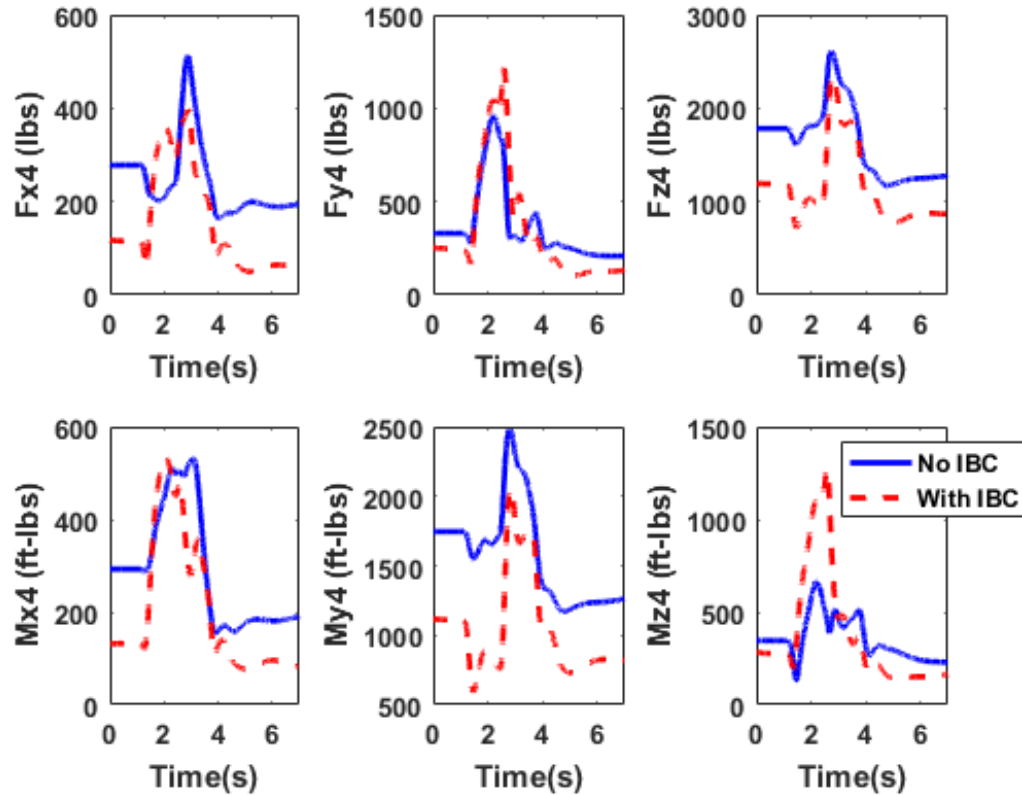 600
400
200
0
Fx4 (lbs)
0 2 4 6
Time(s)
1500
1000
500
0
Fy4 (lbs)
0 2 4 6
Time(s)
3000
2000
1000
0
Fz4 (lbs)
0 2 4 6
Time(s)
600
400
200
0
Mx4 (ft-lbs)
0 2 4 6
Time(s)
2500
2000
1500
1000
500
My4 (ft-lbs)
0 2 4 6
Time(s)
1500
1000
500
0
Mz4 (ft-lbs)
0 2 4 6
Time(s)
No IBC
With IBC